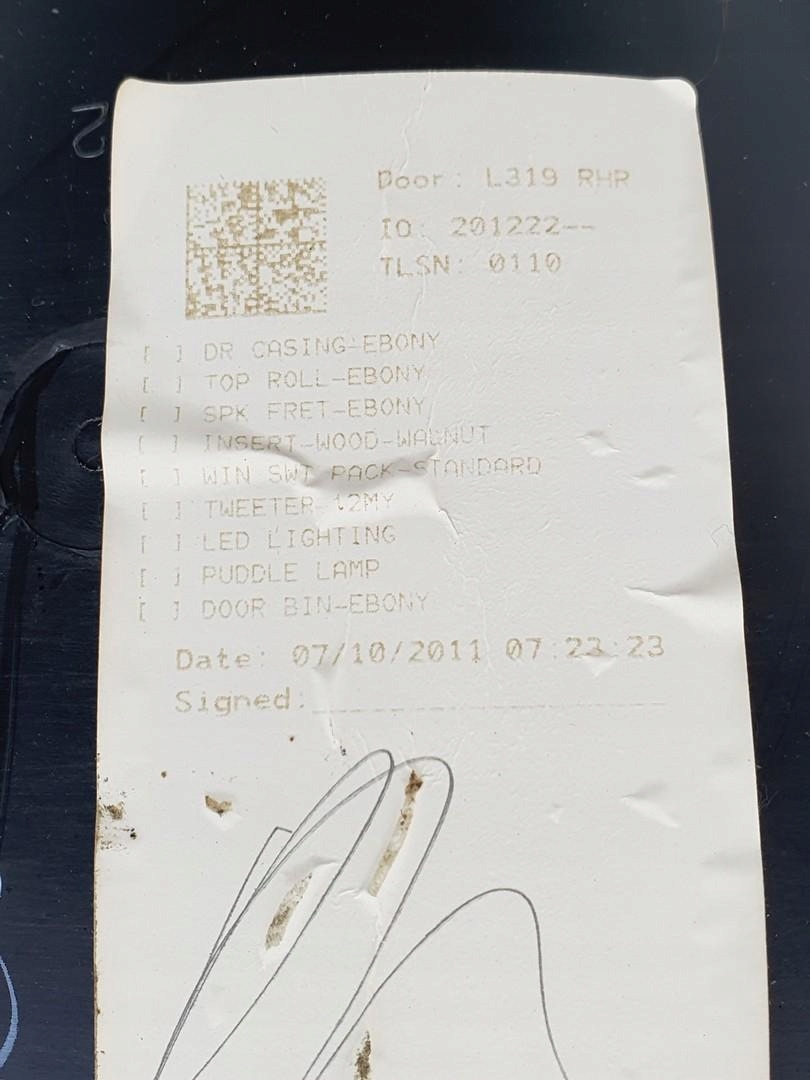 2
Door: L319 RHR
IO: 201222--
TLSN: 0110
[ ] DR CASING-EBONY
[ ] TOP ROLL-EBONY
[ ] SPK FRET-EBONY
[ ] INSERT-WOOD-WALNUT
[ ] WIN SWT PACK-STANDARD
[ ] TWEETER-12MY
[ ] LED LIGHTING
[ ] PUDDLE LAMP
[ ] DOOR BIN-EBONY
Date: 07/10/2011 07:23:23
Signed: